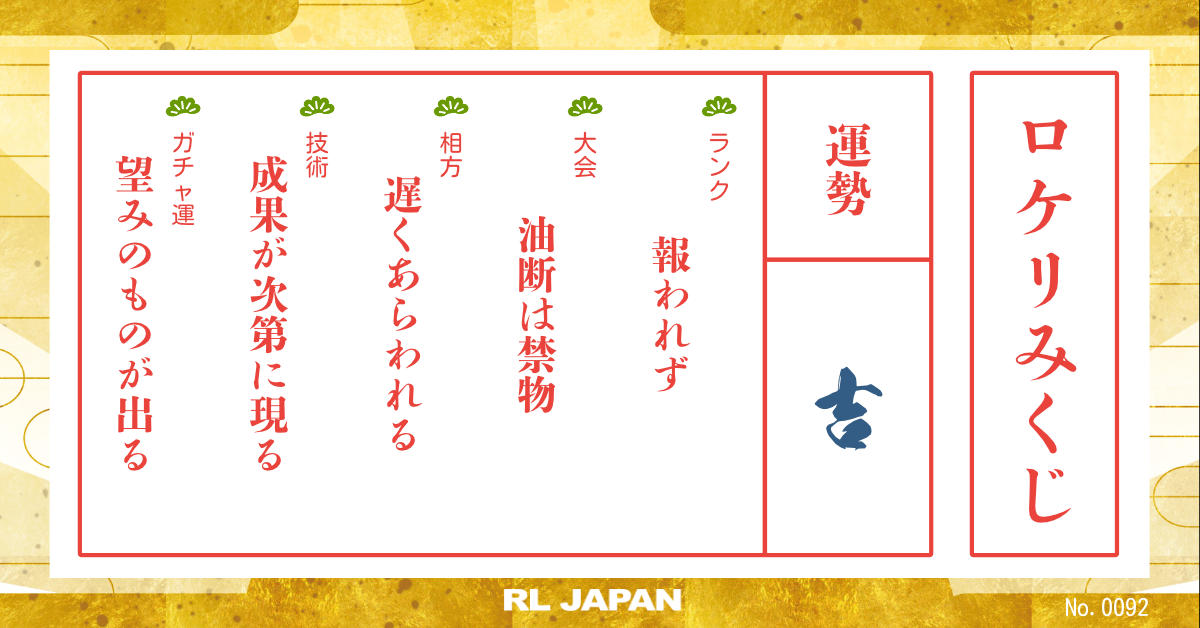 ロケリみくじ
運勢
吉
ランク
報われず
大会
油断は禁物
相方
遅くあらわれる
技術
成果が次第に現る
ガチャ運
望みのものが出る
RL JAPAN
No. 0092